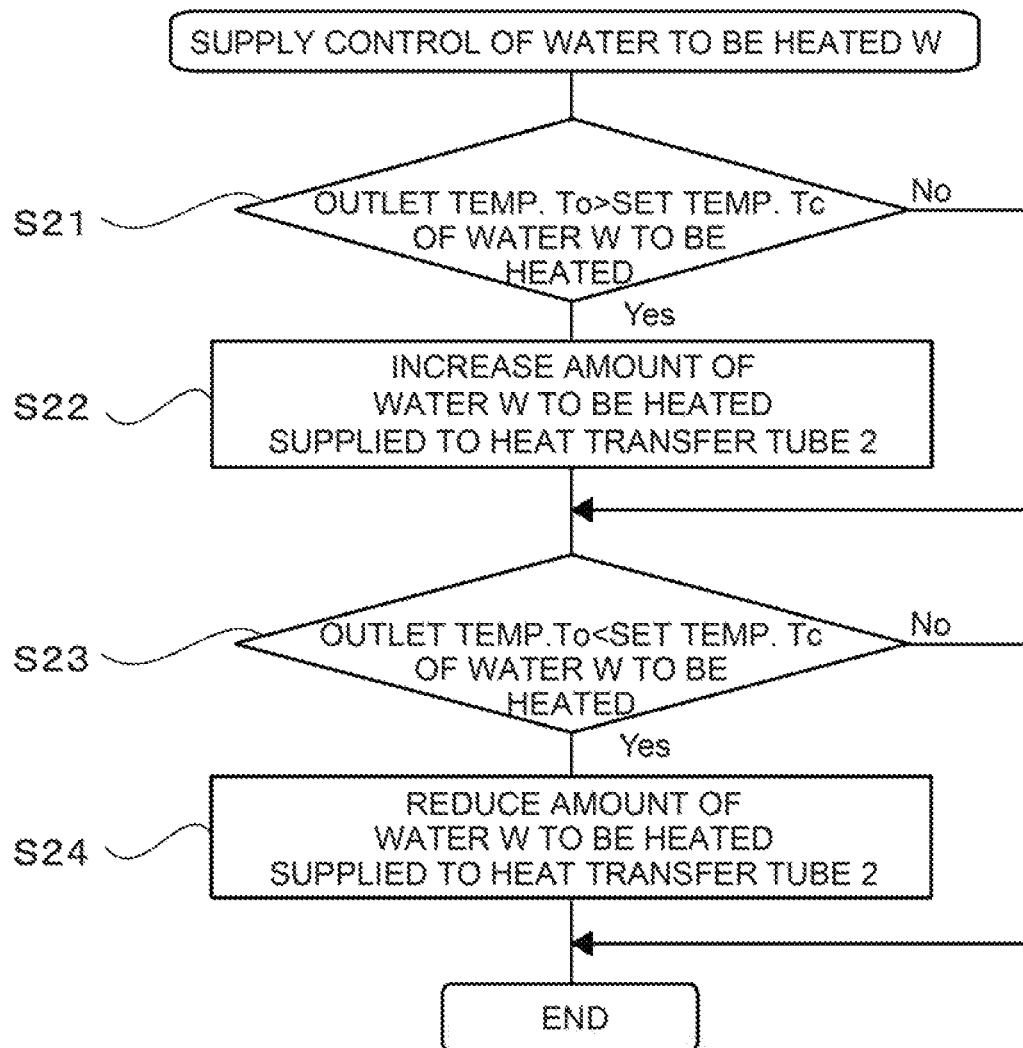 SUPPLY CONTROL OF WATER TO BE HEATED W
S21
OUTLET TEMP. To>SET TEMP. Tc
OF WATER W TO BE
HEATED
No
Yes
S22
INCREASE AMOUNT OF
WATER W TO BE HEATED
SUPPLIED TO HEAT TRANSFER TUBE 2
S23
OUTLET TEMP.To<SET TEMP. Tc
OF WATER W TO BE
HEATED
No
Yes
S24
REDUCE AMOUNT OF
WATER W TO BE HEATED
SUPPLIED TO HEAT TRANSFER TUBE 2
END